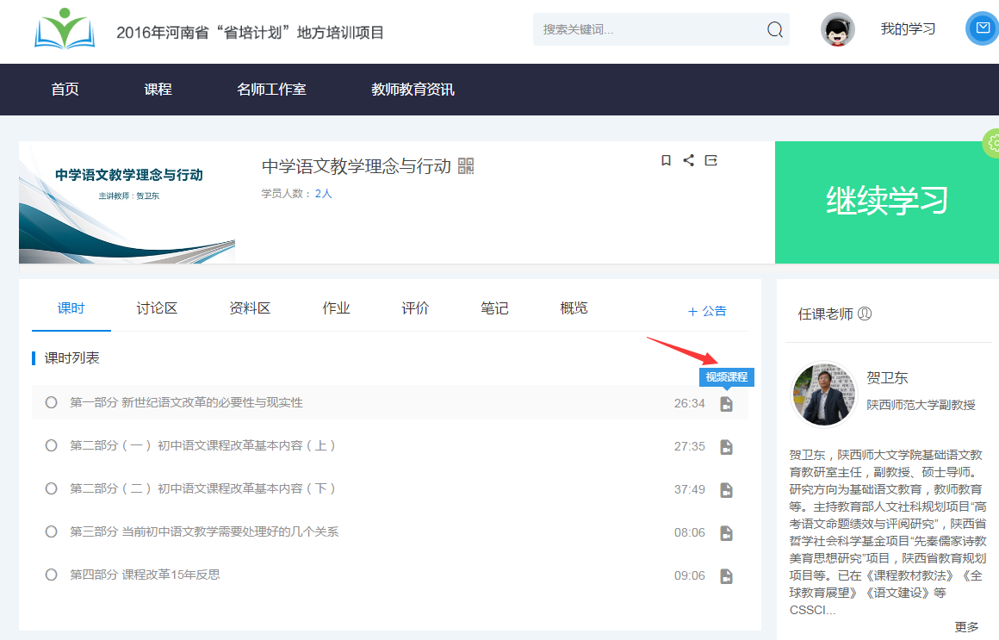 2016年河南省“省培计划”地方培训项目
搜索关键词...
我的学习
首页 课程 名师工作室 教师教育资讯
中学语文教学理念与行动
主讲教师：贺卫东
中学语文教学理念与行动
学员人数：2人
继续学习
课时 讨论区 资料区 作业 评价 笔记 概览 + 公告
课时列表
视频课程
第一部分 新世纪语文改革的必要性与现实性 26:34
第二部分（一） 初中语文课程改革基本内容（上） 27:35
第二部分（二） 初中语文课程改革基本内容（下） 37:49
第三部分 当前初中语文教学需要处理好的几个关系 08:06
第四部分 课程改革15年反思 09:06
任课老师
贺卫东
陕西师范大学副教授
贺卫东，陕西师大文学院基础语文教
育教研室主任，副教授、硕士导师。
研究方向为基础语文教育，教师教育
等。主持教育部人文社科规划项目“高
考语文命题绩效与评阅研究”，陕西省
哲学社会科学基金项目“先秦儒家诗教
美育思想研究”项目，陕西省教育规划
项目等。已在《课程教材教法》《全
球教育展望》《语文建设》等
CSSCI...
更多